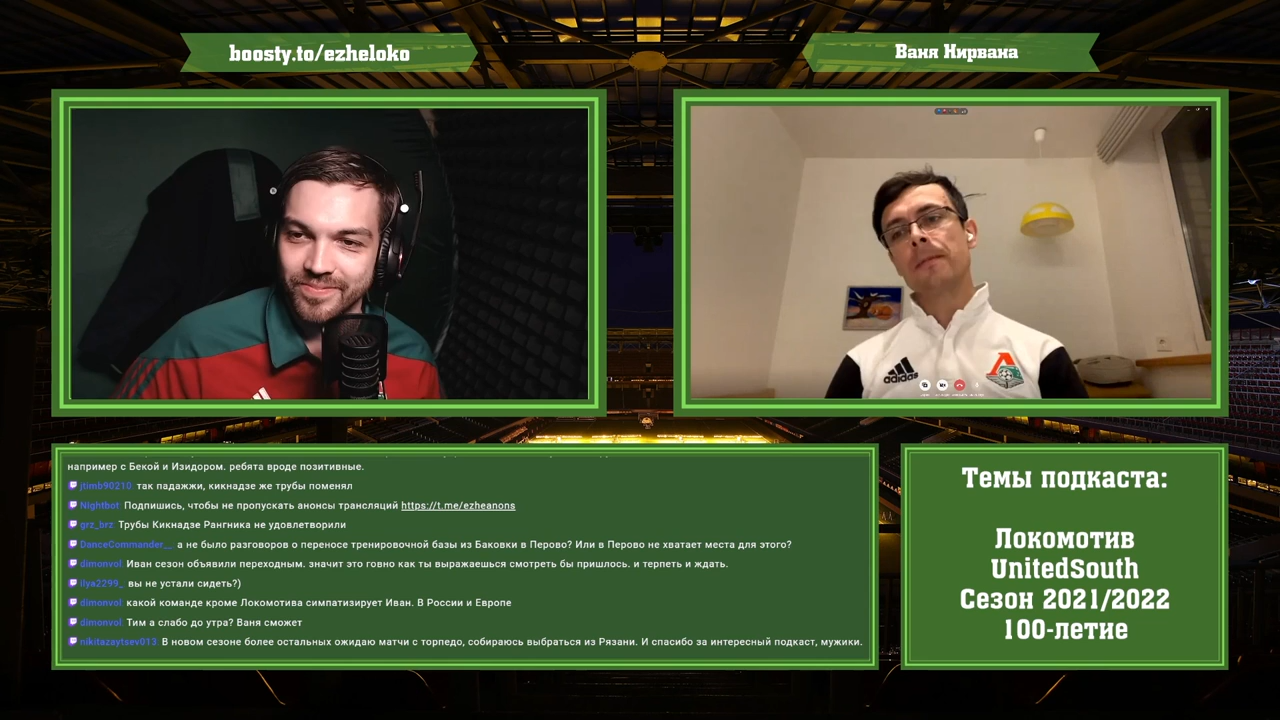 boosty.to/ezheloko
Ваня Нирвана
adidas
например с Бекой и Изидором. ребята вроде позитивные.
jtimb90210: так падажжи, кикнадзе же трубы поменял
Nightbot: Подпишись, чтобы не пропускать анонсы трансляций https://t.me/ezheanons
Трубы Кикнадзе Рангника не удовлетворили
DanceCommander__: а не было разговоров о переносе тренировочной базы из Баковки в Перово? Или в Перово не хватает места для этого?
dimonvol: Иван сезон объявили переходным. значит это говно как ты выражаешься смотреть бы пришлось. и терпеть и ждать.
ilya2299_: вы не устали сидеть?)
dimonvol: какой команде кроме Локомотива симпатизирует Иван. В России и Европе
dimonvol: Тим а слабо до утра? Ваня сможет
nikitazaytsev013: В новом сезоне более остальных ожидаю матчи с торпедо, собираюсь выбраться из Рязани. И спасибо за интересный подкаст, мужики.
Темы подкаста:
Локомотив
UnitedSouth
Сезон 2021/2022
100-летие